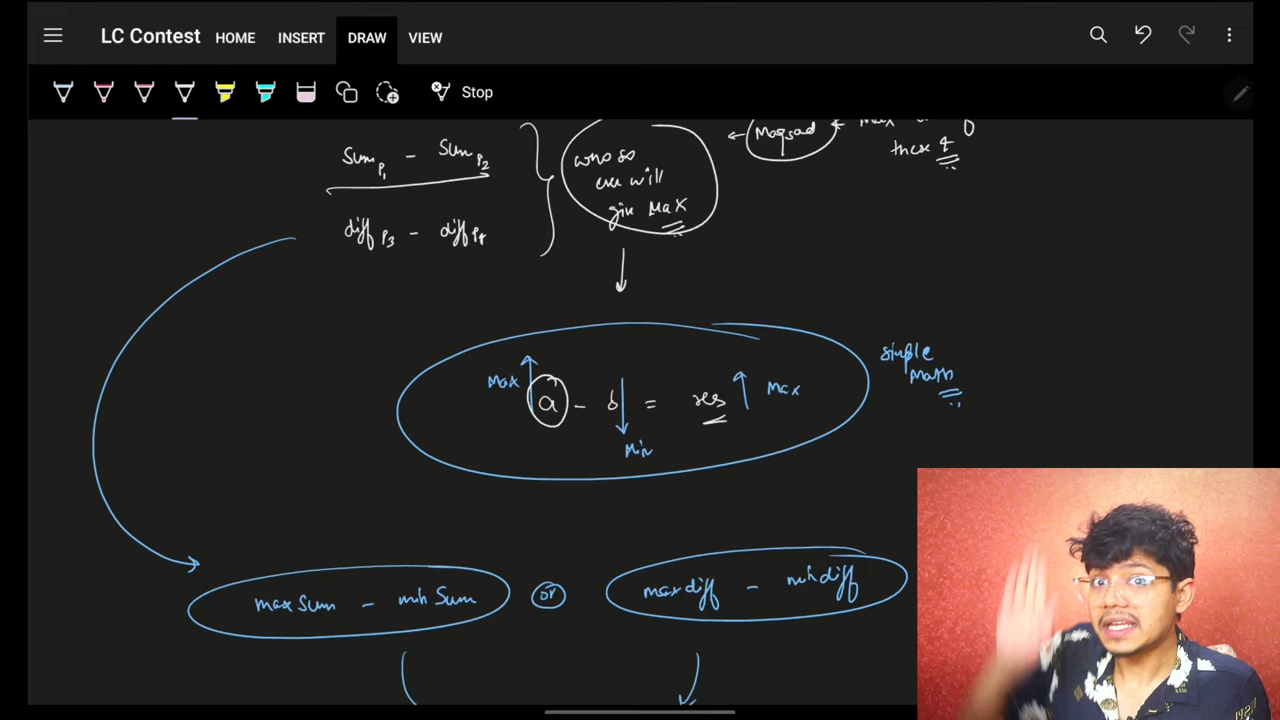 LC Contest HOME INSERT DRAW VIEW
Stop
Sum P1 - Sum P2
diff P3 - diff P4
who so
ever will
give Max
← Maqsad ← Max
these 4
Max a - b = res Max
Min
simple
math
max Sum - min Sum or max diff - min diff